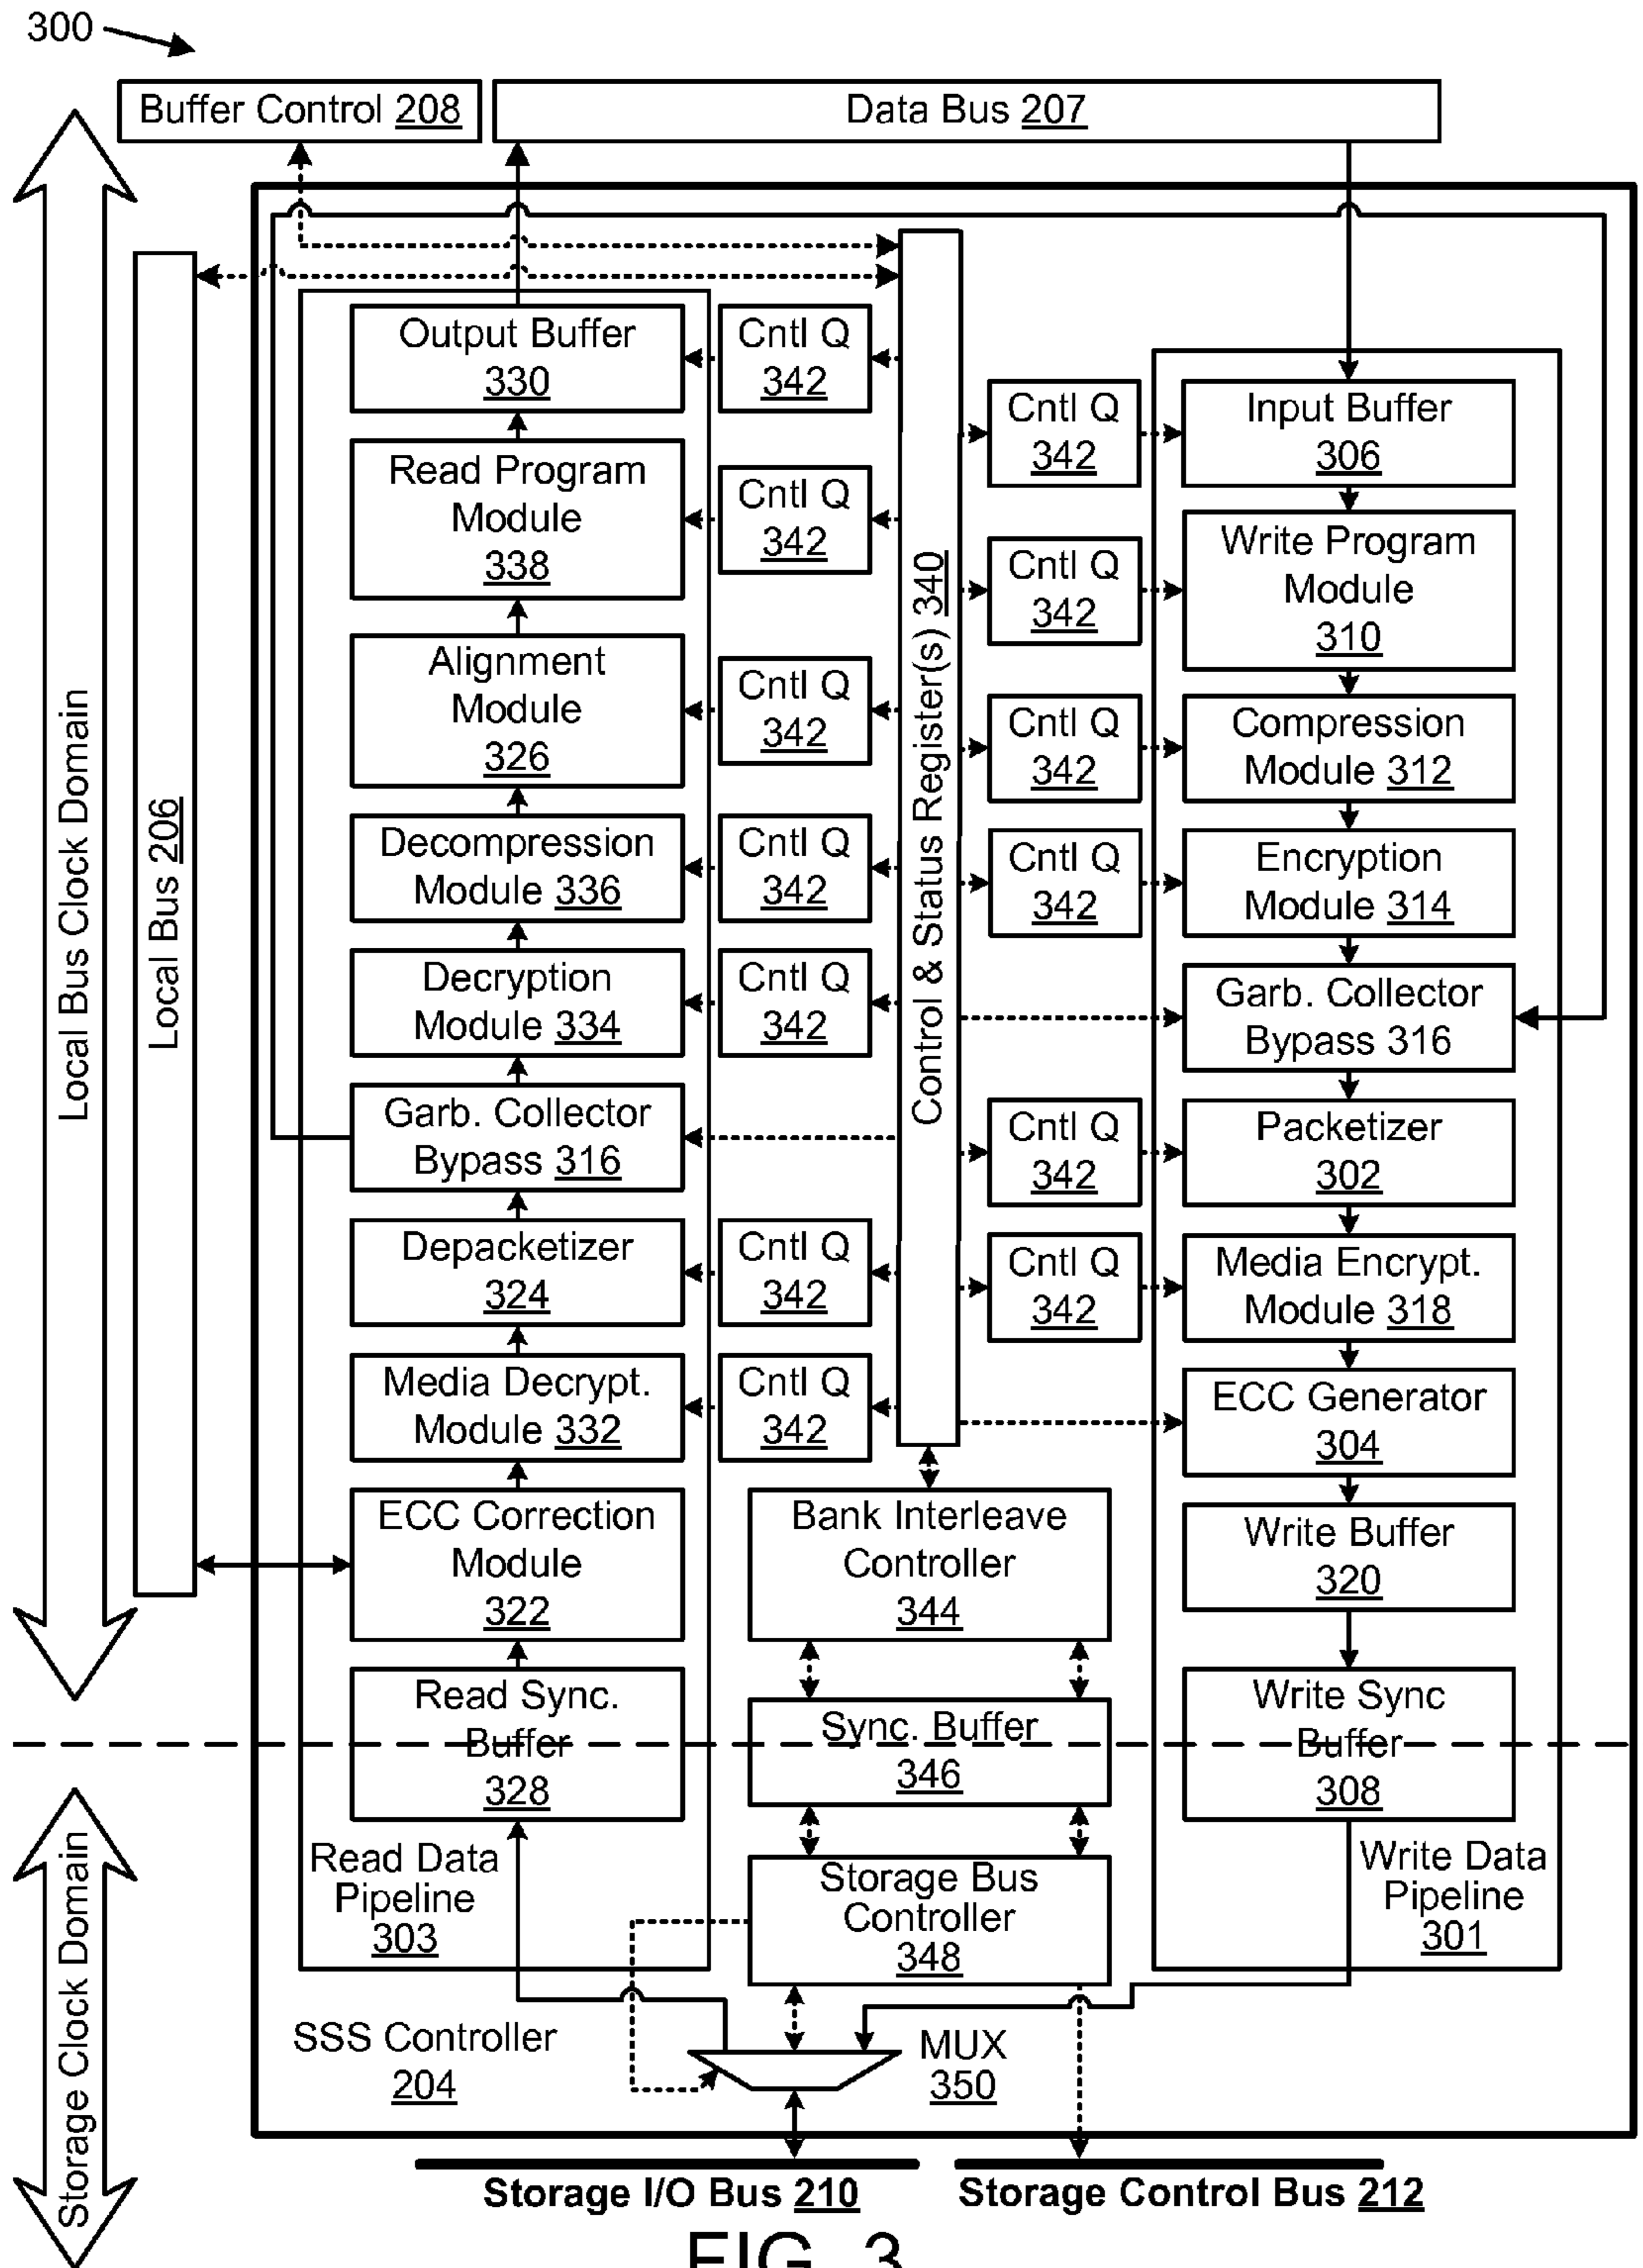 300
Buffer Control 208
Data Bus 207
Local Bus Clock Domain
Local Bus 206
Output Buffer
330
Cntl Q
342
Read Program
Module
338
Cntl Q
342
Alignment
Module
326
Cntl Q
342
Decompression
Module 336
Cntl Q
342
Decryption
Module 334
Cntl Q
342
Garb. Collector
Bypass 316
Depacketizer
324
Cntl Q
342
Media Decrypt.
Module 332
Cntl Q
342
ECC Correction
Module
322
Read Sync.
Buffer
328
Read Data
Pipeline
303
Control & Status Register(s) 340
Bank Interleave
Controller
344
Sync. Buffer
346
Storage Bus
Controller
348
Cntl Q
342
Input Buffer
306
Cntl Q
342
Write Program
Module
310
Cntl Q
342
Compression
Module 312
Cntl Q
342
Encryption
Module 314
Garb. Collector
Bypass 316
Cntl Q
342
Packetizer
302
Cntl Q
342
Media Encrypt.
Module 318
ECC Generator
304
Write Buffer
320
Write Sync
Buffer
308
Write Data
Pipeline
301
Storage Clock Domain
SSS Controller
204
MUX
350
Storage I/O Bus 210
Storage Control Bus 212
FIG. 3